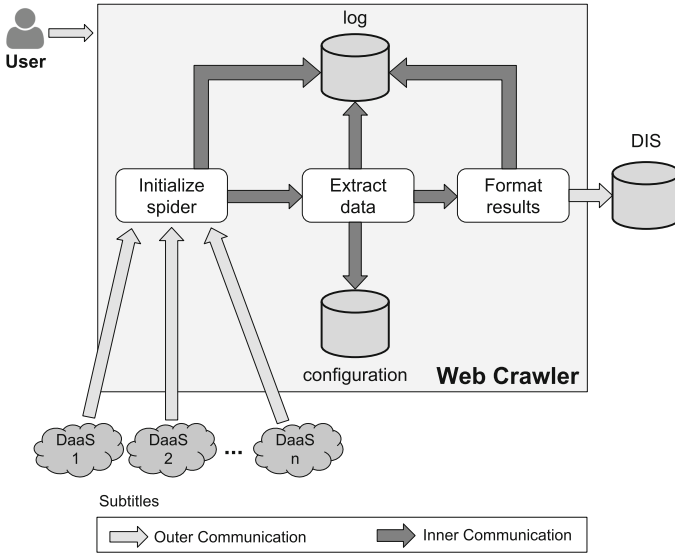 log
User
DIS
Initialize
spider
Extract
data
Format
results
configuration
Web Crawler
DaaS
1
DaaS
2
...
DaaS
n
Subtitles
Outer Communication
Inner Communication